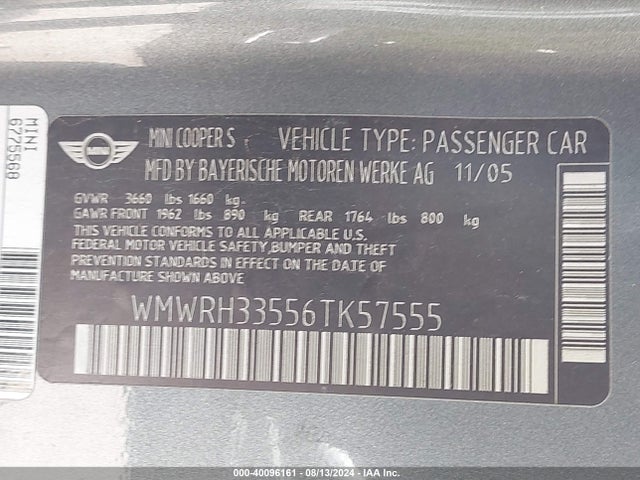 MINI
6775568
MINI
MINI COOPER S VEHICLE TYPE: PASSENGER CAR
MFD BY BAYERISCHE MOTOREN WERKE AG 11/05
GVWR 3660 lbs 1660 kg.
GAWR FRONT 1962 lbs 890 kg REAR 1764 lbs 800 kg
THIS VEHICLE CONFORMS TO ALL APPLICABLE U.S.
FEDERAL MOTOR VEHICLE SAFETY,BUMPER AND THEFT
PREVENTION STANDARDS IN EFFECT ON THE DATE OF
MANUFACTURE SHOWN ABOVE
WMWRH33556TK57555
000-40096161 - 08/13/2024 - IAA Inc.